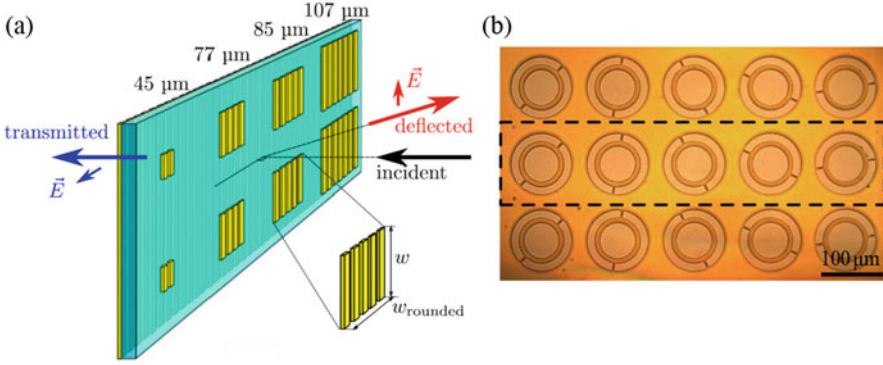 (a)
107 µm
85 µm
77 µm
45 µm
E
deflected
transmitted
E
incident
w
w_rounded
(b)
100 µm